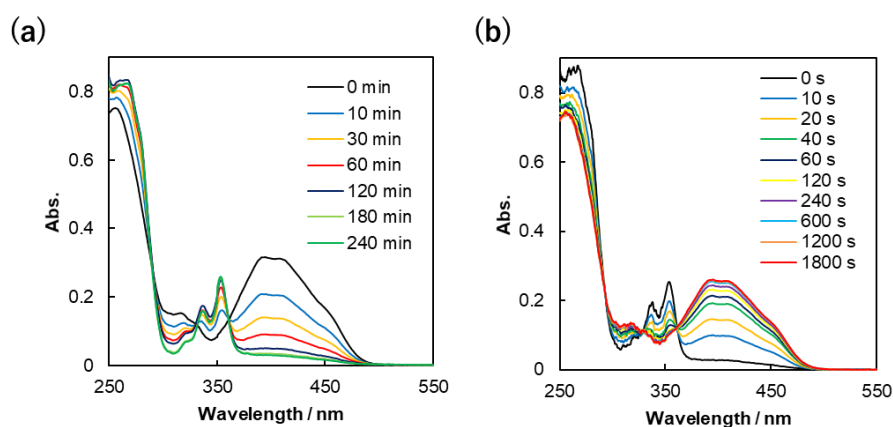 (a)
0 min
10 min
30 min
60 min
120 min
180 min
240 min
0.8
0.6
0.4
0.2
0
Abs.
250 350 450 550
Wavelength / nm
(b)
0 s
10 s
20 s
40 s
60 s
120 s
240 s
600 s
1200 s
1800 s
0.8
0.6
0.4
0.2
0
Abs.
250 350 450 550
Wavelength / nm